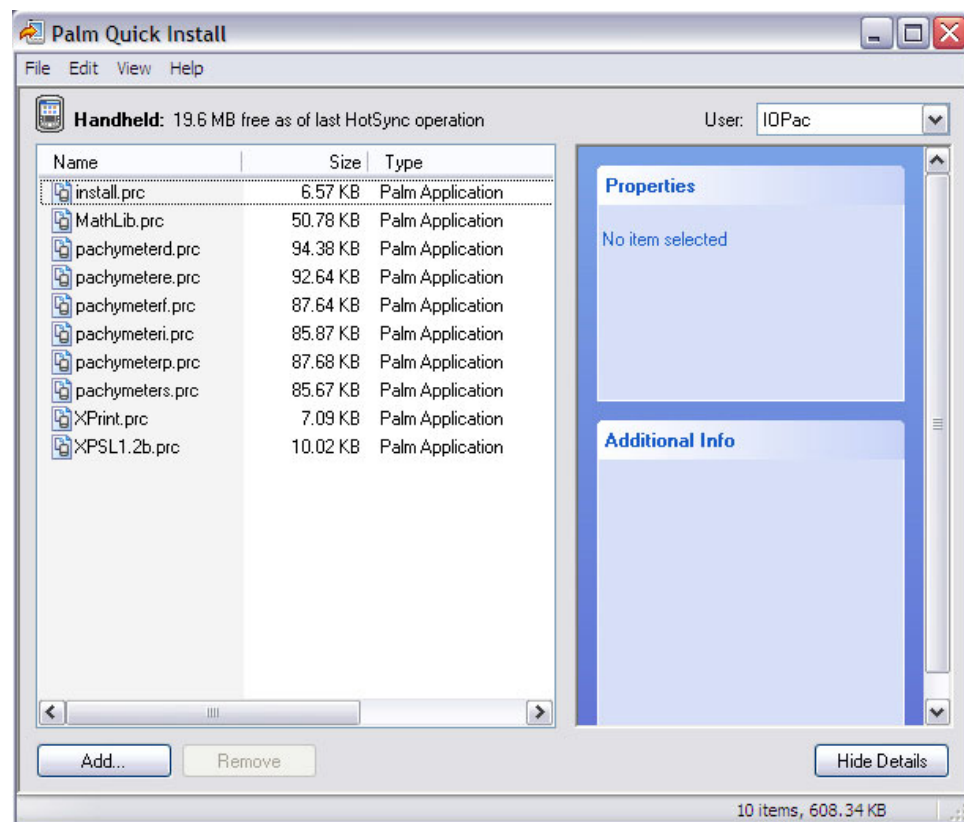 Palm Quick Install
File Edit View Help
Handheld: 19.6 MB free as of last HotSync operation User: IOPac
Name Size Type
install.prc 6.57 KB Palm Application
MathLib.prc 50.78 KB Palm Application
pachymeterd.prc 94.38 KB Palm Application
pachymetere.prc 92.64 KB Palm Application
pachymeterf.prc 87.64 KB Palm Application
pachymeteri.prc 85.87 KB Palm Application
pachymeterp.prc 87.68 KB Palm Application
pachymeters.prc 85.67 KB Palm Application
XPrint.prc 7.09 KB Palm Application
XPSL1.2b.prc 10.02 KB Palm Application
Properties
No item selected
Additional Info
Add... Remove Hide Details
10 items, 608.34 KB